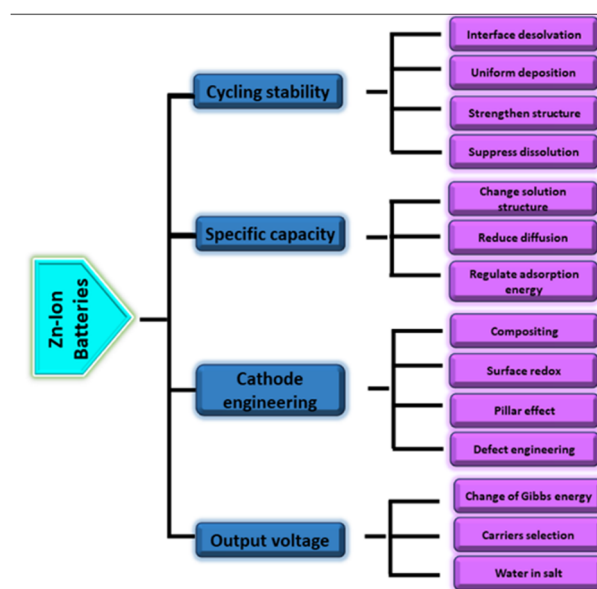 Zn-Ion
Batteries
Cycling stability
Interface desolvation
Uniform deposition
Strengthen structure
Suppress dissolution
Specific capacity
Change solution
structure
Reduce diffusion
Regulate adsorption
energy
Cathode
engineering
Compositing
Surface redox
Pillar effect
Defect engineering
Output voltage
Change of Gibbs energy
Carriers selection
Water in salt